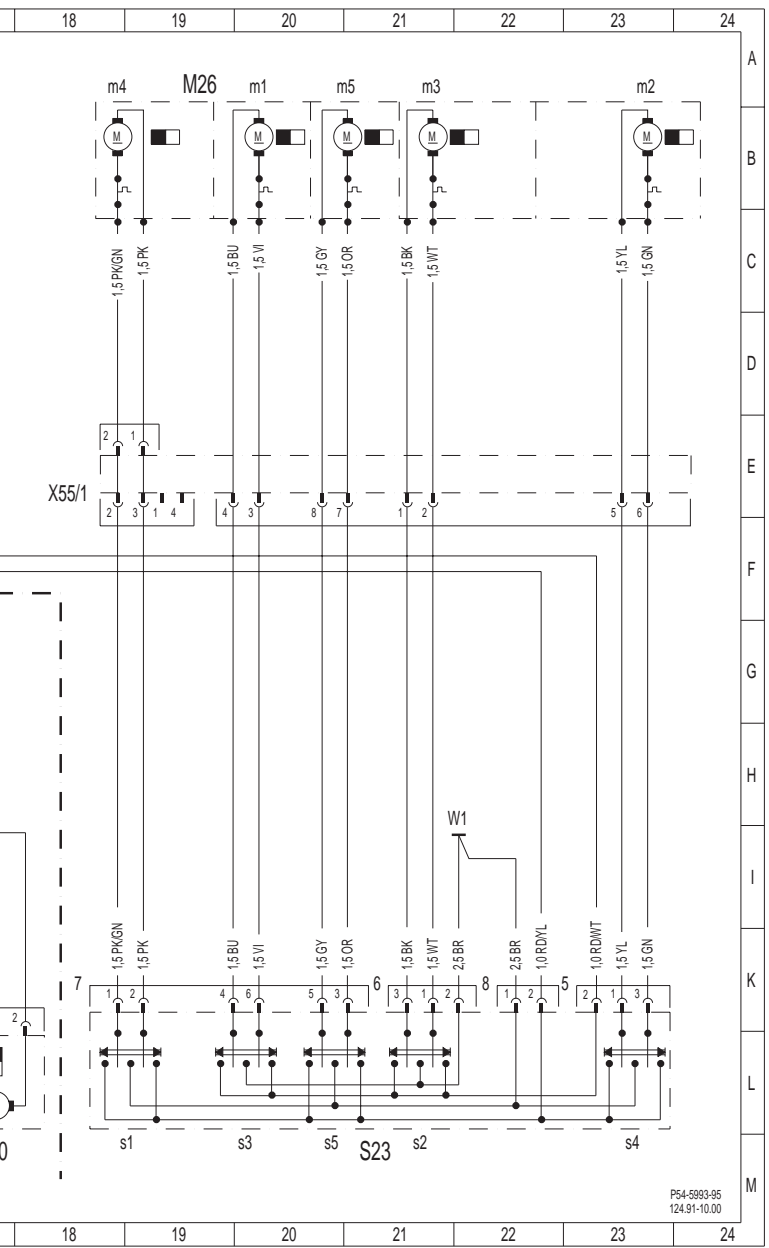 18 19 20 21 22 23 24
A
m4 M26 m1 m5 m3 m2
M M M M M
B
1,5 PK/GN 1,5 PK 1,5 BU 1,5 VI 1,5 GY 1,5 OR 1,5 BK 1,5 WT 1,5 YL 1,5 GN
C
D
2 1
E
X55/1
2 3 1 4 4 3 8 7 1 2 5 6
F
G
H
W1
I
1,5 PK/GN 1,5 PK 1,5 BU 1,5 VI 1,5 GY 1,5 OR 1,5 BK 1,5 WT 2,5 BR 2,5 BR 1,0 RD/YL 1,0 RD/WT 1,5 YL 1,5 GN
7 6 8 5
K
1 2 4 6 5 3 3 1 2 1 2 2 1 3
2
L
0 s1 s3 s5 S23 s2 s4
M
P54-5993-95
124.91-10.00
18 19 20 21 22 23 24